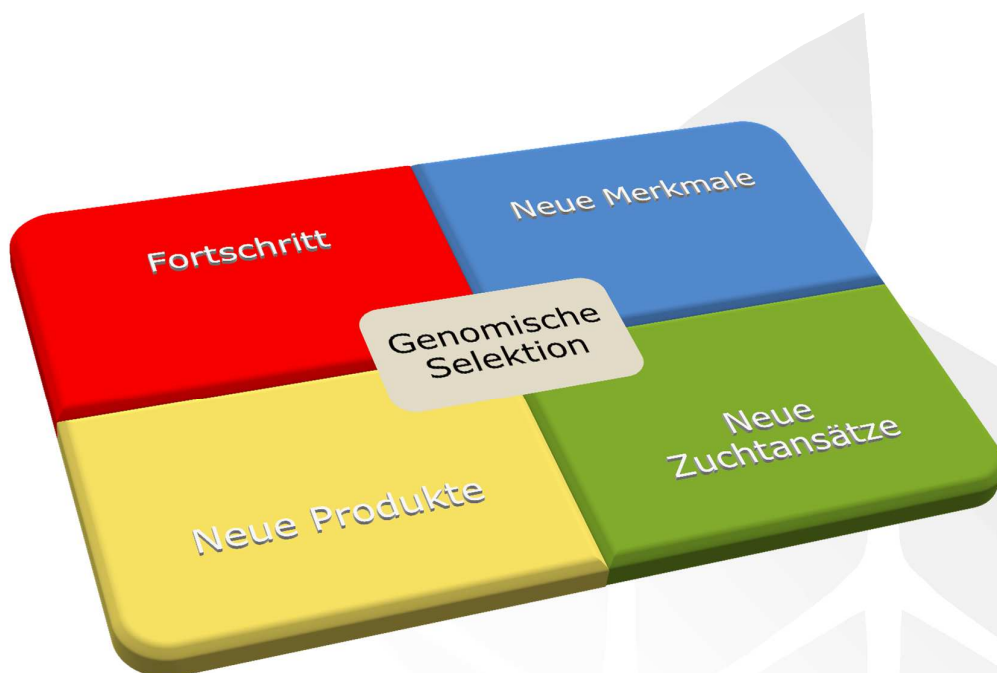 Fortschritt
Neue Merkmale
Genomische
Selektion
Neue Produkte
Neue
Zuchtansätze